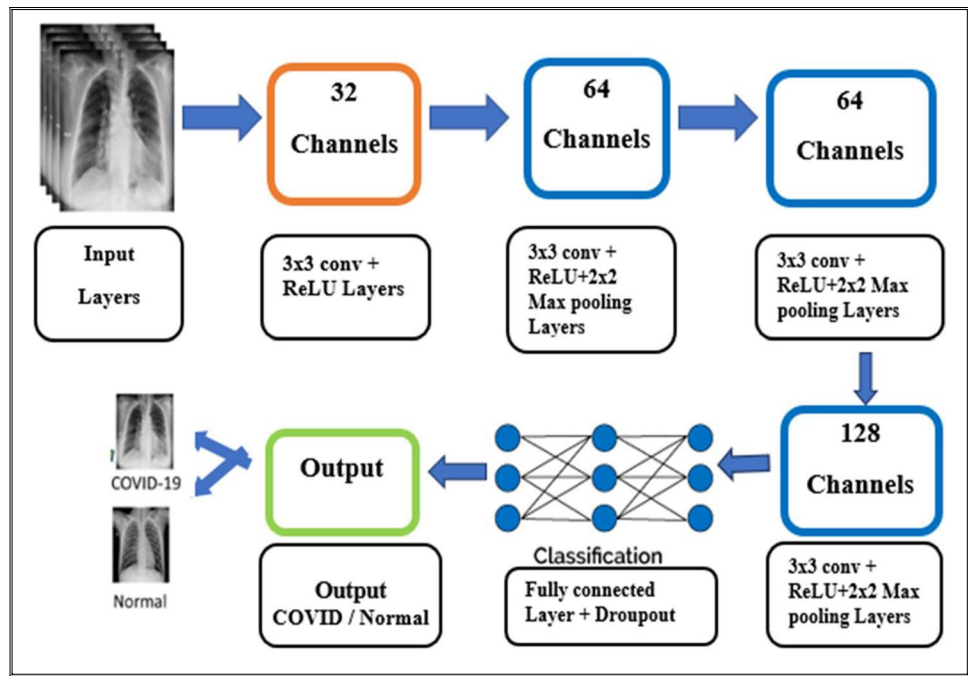 32
Channels
64
Channels
64
Channels
Input
Layers
3x3 conv +
ReLU Layers
3x3 conv +
ReLU+2x2
Max pooling
Layers
3x3 conv +
ReLU+2x2 Max
pooling Layers
128
Channels
3x3 conv +
ReLU+2x2 Max
pooling Layers
Classification
Fully connected
Layer + Droupout
Output
Output
COVID / Normal
COVID-19
Normal